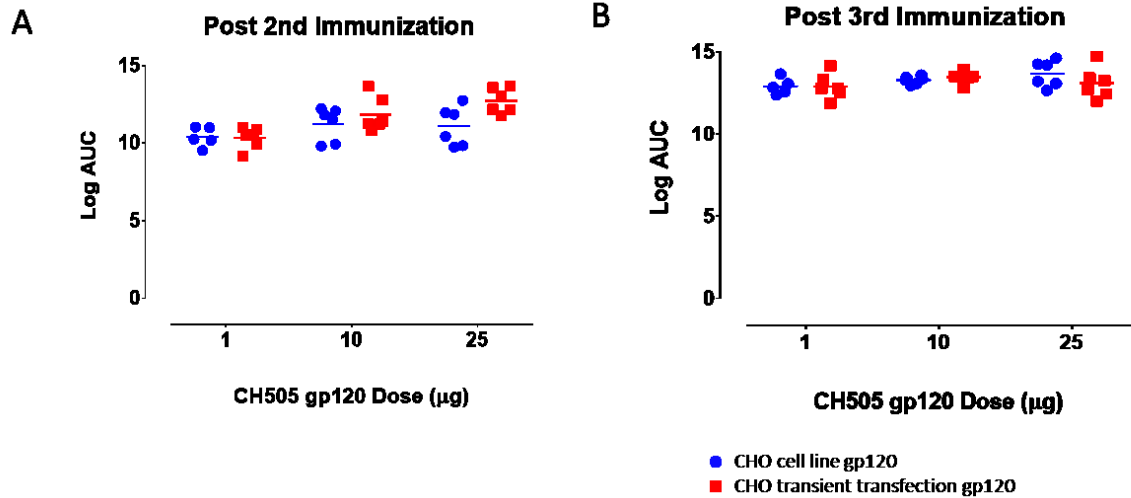 A
Post 2nd Immunization
15
10
5
0
Log AUC
1 10 25
CH505 gp120 Dose (µg)
B
Post 3rd Immunization
15
10
5
0
Log AUC
1 10 25
CH505 gp120 Dose (µg)
CHO cell line gp120
CHO transient transfection gp120